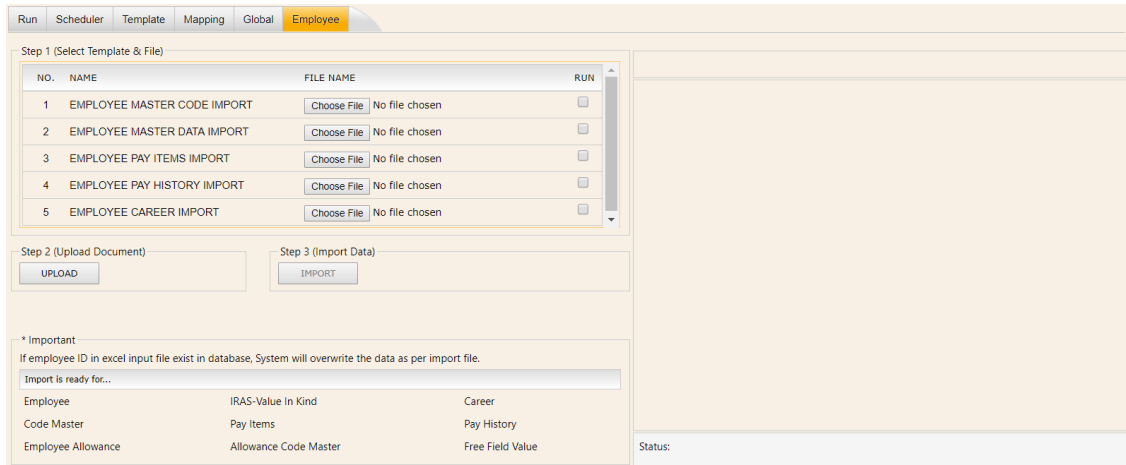 Run Scheduler Template Mapping Global Employee
Step 1 (Select Template & File)
NO. NAME FILE NAME RUN
1 EMPLOYEE MASTER CODE IMPORT Choose File No file chosen
2 EMPLOYEE MASTER DATA IMPORT Choose File No file chosen
3 EMPLOYEE PAY ITEMS IMPORT Choose File No file chosen
4 EMPLOYEE PAY HISTORY IMPORT Choose File No file chosen
5 EMPLOYEE CAREER IMPORT Choose File No file chosen
Step 2 (Upload Document) Step 3 (Import Data)
UPLOAD IMPORT
* Important
If employee ID in excel input file exist in database, System will overwrite the data as per import file.
Import is ready for...
Employee IRAS-Value In Kind Career
Code Master Pay Items Pay History
Employee Allowance Allowance Code Master Free Field Value
Status: